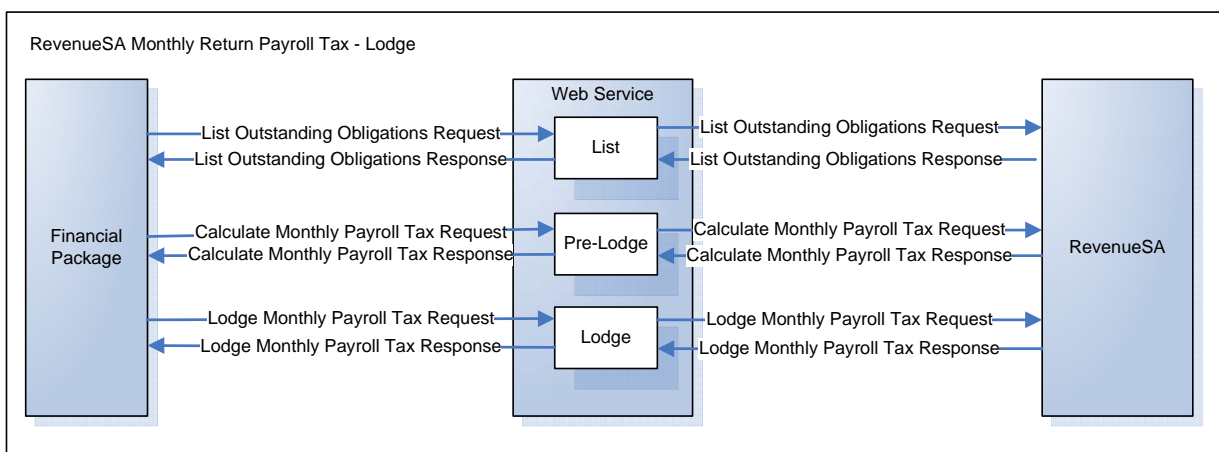 RevenueSA Monthly Return Payroll Tax - Lodge
Web Service
List Outstanding Obligations Request
List Outstanding Obligations Response
List
List Outstanding Obligations Request
List Outstanding Obligations Response
Financial
Package
Calculate Monthly Payroll Tax Request
Calculate Monthly Payroll Tax Response
Pre-Lodge
Calculate Monthly Payroll Tax Request
Calculate Monthly Payroll Tax Response
RevenueSA
Lodge Monthly Payroll Tax Request
Lodge Monthly Payroll Tax Response
Lodge
Lodge Monthly Payroll Tax Request
Lodge Monthly Payroll Tax Response